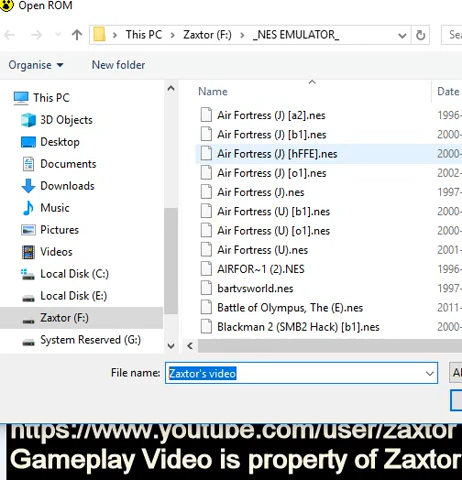 Open ROM
This PC > Zaxtor (F:) > _NES EMULATOR_
Sea
Organise
New folder
This PC
3D Objects
Desktop
Documents
Downloads
Music
Pictures
Videos
Local Disk (C:)
Local Disk (E:)
Zaxtor (F:)
System Reserved (G:)
Name
Date
Air Fortress (J) [a2].nes 1996-
Air Fortress (J) [b1].nes 2000-
Air Fortress (J) [hFFE].nes 2000-
Air Fortress (J) [o1].nes 2002-
Air Fortress (J).nes 1996-
Air Fortress (U) [b1].nes 2000-
Air Fortress (U) [o1].nes 2000-
Air Fortress (U).nes 2001-
AIRFOR~1 (2).NES 1996-
bartvsworld.nes 1997-
Battle of Olympus, The (E).nes 2011-
Blackman 2 (SMB2 Hack) [b1].nes 2000-
File name:
Zaxtor's video
https://www.youtube.com/user/zaxtor
Gameplay Video is property of Zaxtor